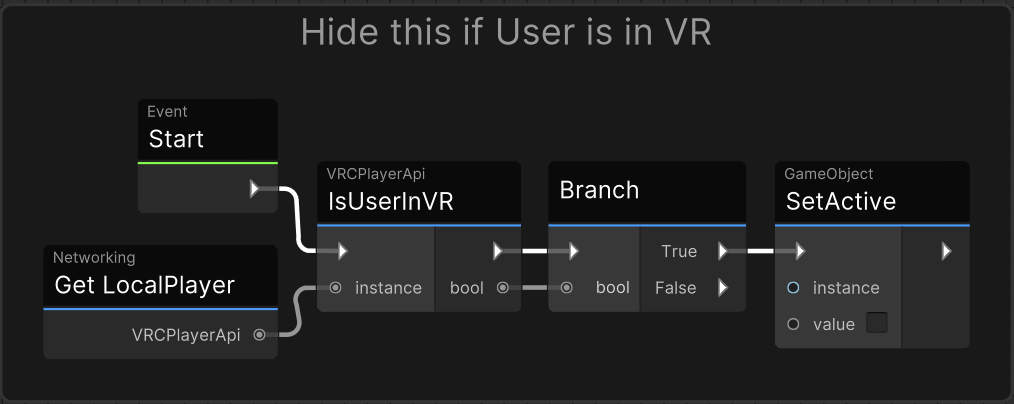 Hide this if User is in VR
Event
Start
Networking
Get LocalPlayer
VRCPlayerApi
VRCPlayerApi
IsUserInVR
instance bool
Branch
True
bool False
GameObject
SetActive
instance
value